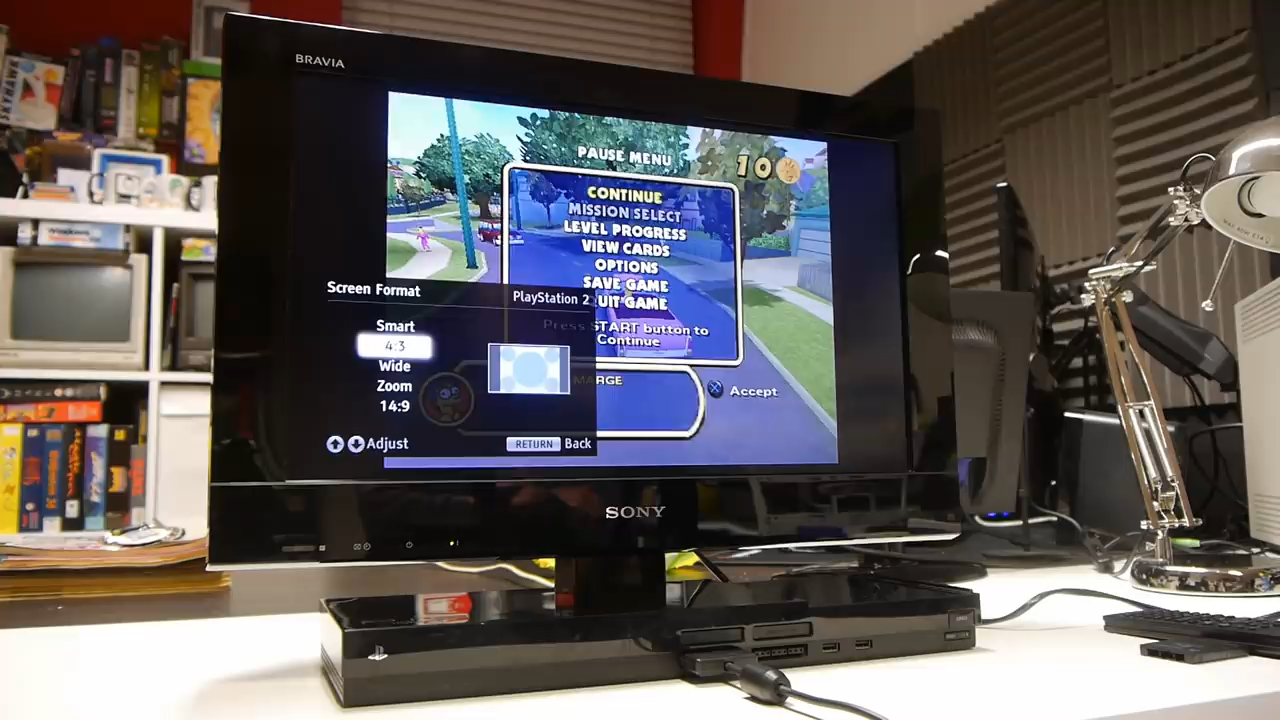 BRAVIA
PAUSE MENU
10
CONTINUE
MISSION SELECT
LEVEL PROGRESS
VIEW CARDS
OPTIONS
SAVE GAME
UIT GAME
Press START button to
Continue
MARGE
Accept
Screen Format
PlayStation 2
Smart
4:3
Wide
Zoom
14:9
Adjust
RETURN Back
SONY